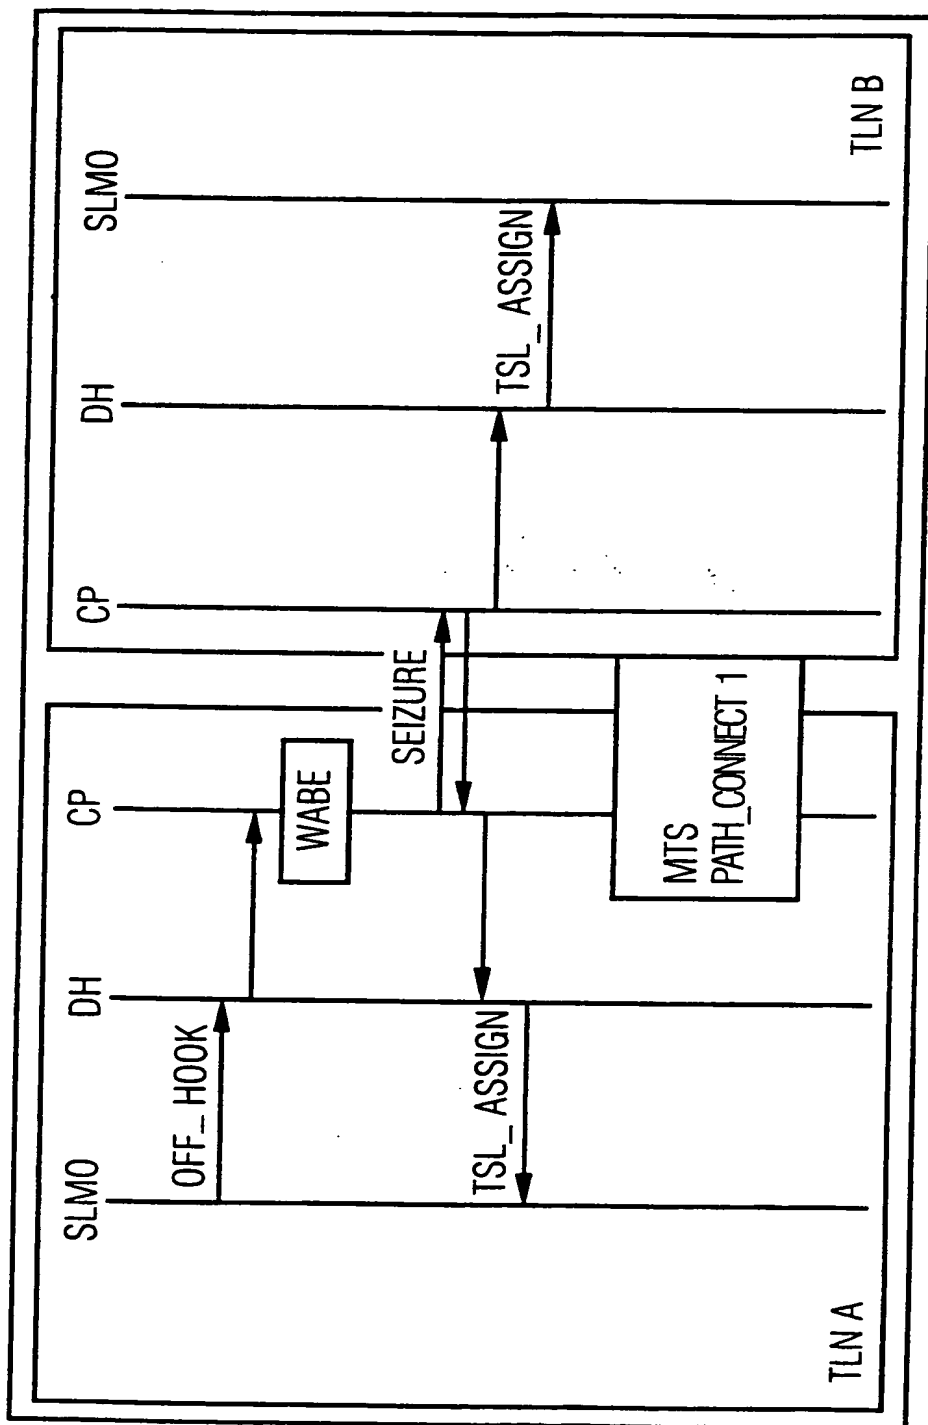 SLMO
DH
CP
CP
DH
SLMO
OFF_HOOK
WABE
SEIZURE
TSL_ASSIGN
TSL_ASSIGN
MTS
PATH_CONNECT 1
TLN A
TLN B